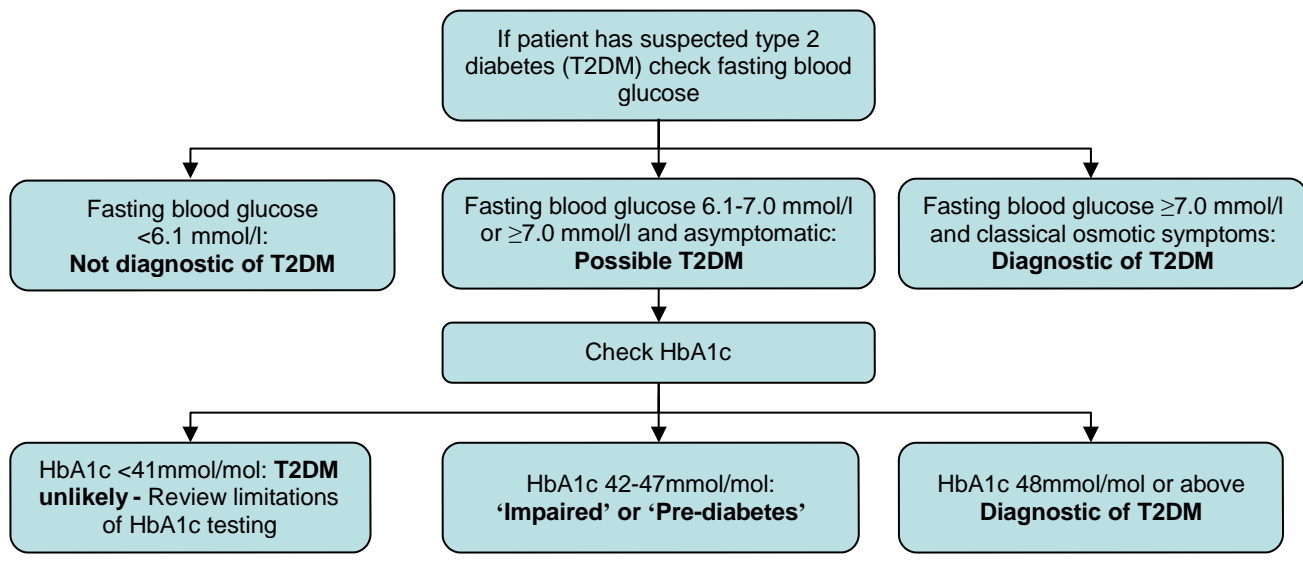 If patient has suspected type 2
diabetes (T2DM) check fasting blood
glucose
Fasting blood glucose
<6.1 mmol/l:
Not diagnostic of T2DM
Fasting blood glucose 6.1-7.0 mmol/l
or ≥7.0 mmol/l and asymptomatic:
Possible T2DM
Fasting blood glucose ≥7.0 mmol/l
and classical osmotic symptoms:
Diagnostic of T2DM
Check HbA1c
HbA1c <41mmol/mol: T2DM
unlikely - Review limitations
of HbA1c testing
HbA1c 42-47mmol/mol:
‘Impaired’ or ‘Pre-diabetes’
HbA1c 48mmol/mol or above
Diagnostic of T2DM